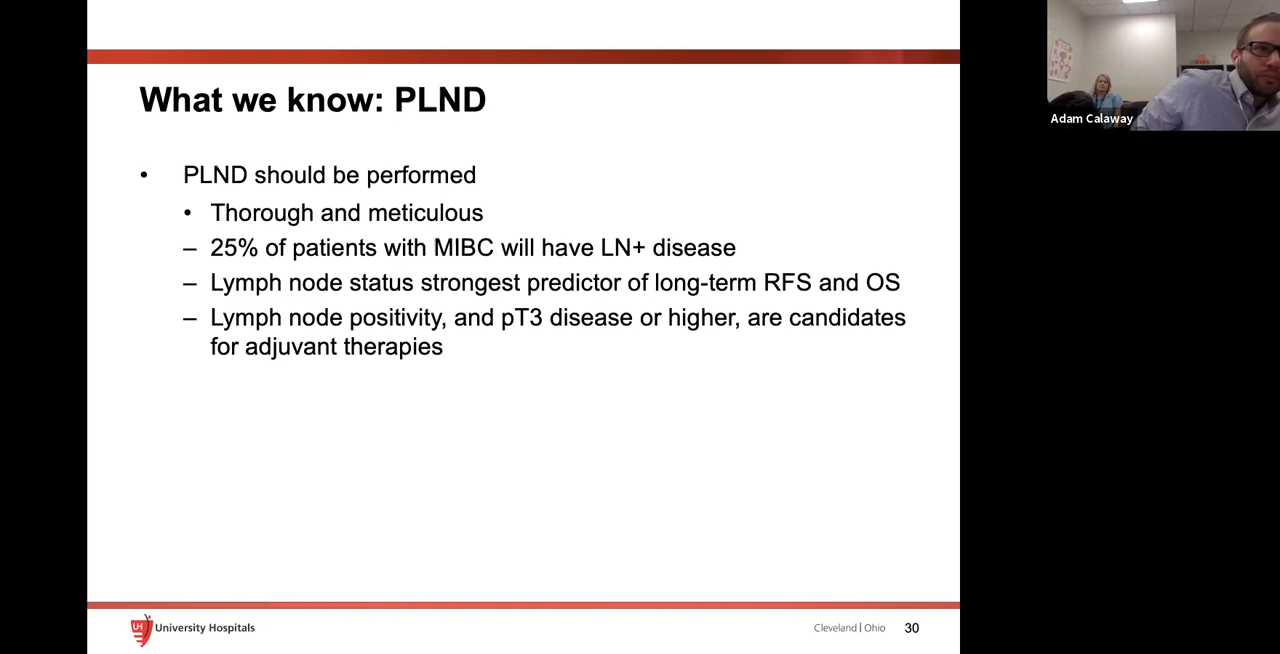 What we know: PLND
• PLND should be performed
• Thorough and meticulous
– 25% of patients with MIBC will have LN+ disease
– Lymph node status strongest predictor of long-term RFS and OS
– Lymph node positivity, and pT3 disease or higher, are candidates
for adjuvant therapies
UH University Hospitals
Cleveland | Ohio 30
Adam Calaway